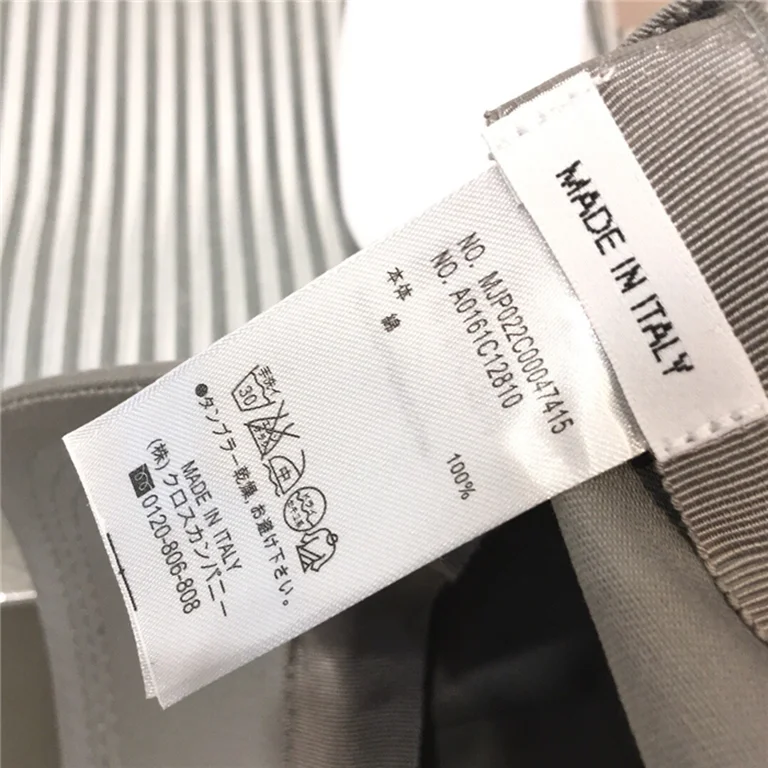 MADE IN ITALY
NO. MJP022C00047415
NO. A0161C12810
本体 綿 100%
30
中
●タンブラー乾燥、お避け下さい。
MADE IN ITALY
(株)クロスカンパニー
0120-806-808